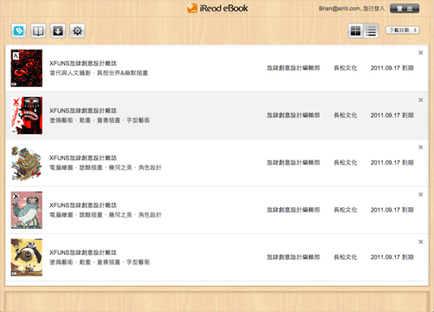 iRead eBook
Brian@airiti.com, 您已登入
登 出
下載日期
XFUNS放肆創意設計雜誌
當代與人文攝影、異想世界&幽默插畫
放肆創意設計編輯部
長松文化
2011.09.17 到期
XFUNS放肆創意設計雜誌
塗鴉藝術、動畫、童書插畫、字型藝術
放肆創意設計編輯部
長松文化
2011.09.17 到期
XFUNS放肆創意設計雜誌
電腦繪畫、詭豔插畫、幾何之美、角色設計
放肆創意設計編輯部
長松文化
2011.09.17 到期
XFUNS放肆創意設計雜誌
電腦繪畫、詭豔插畫、幾何之美、角色設計
放肆創意設計編輯部
長松文化
2011.09.17 到期
XFUNS放肆創意設計雜誌
塗鴉藝術、動畫、童書插畫、字型藝術
放肆創意設計編輯部
長松文化
2011.09.17 到期